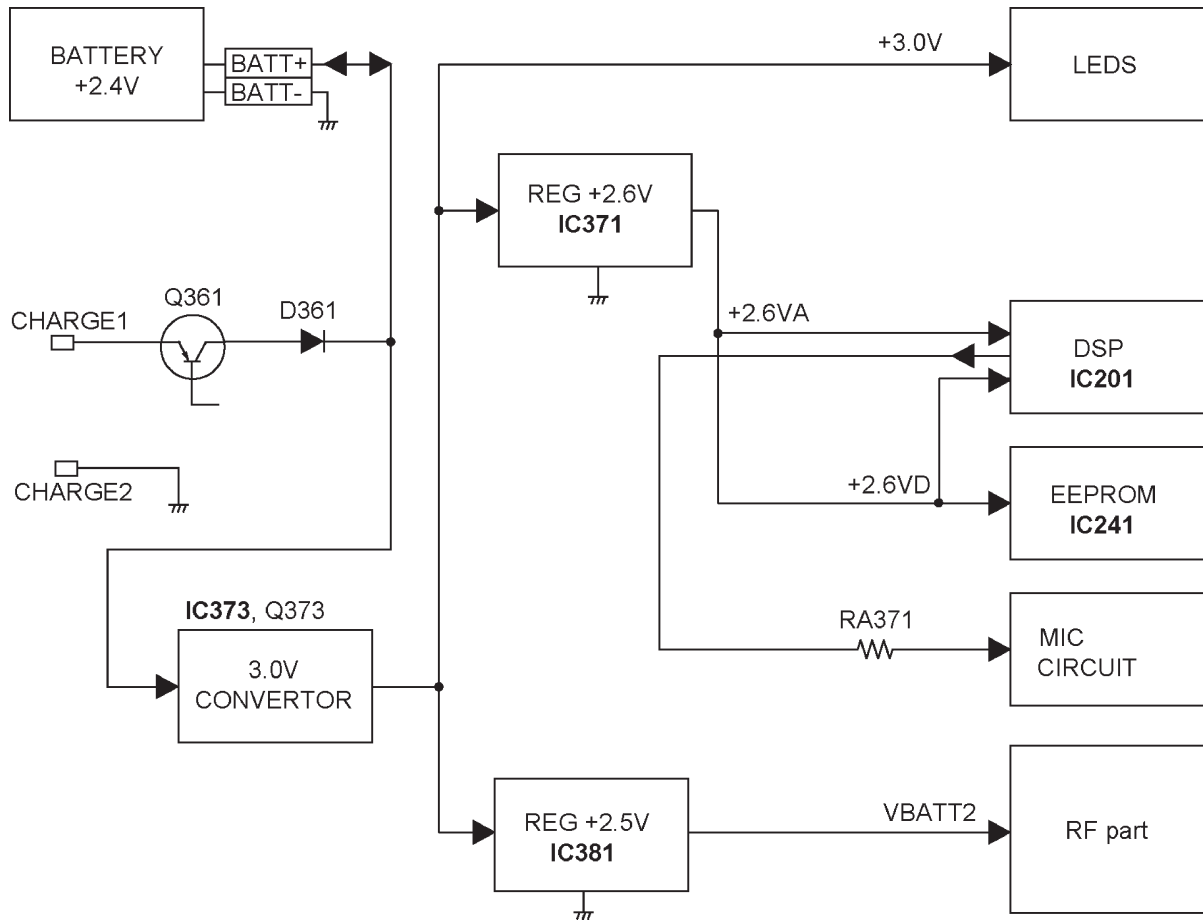 BATTERY
+2.4V
BATT+
BATT-
+3.0V
LEDS
REG +2.6V
IC371
Q361
D361
CHARGE1
+2.6VA
DSP
IC201
CHARGE2
+2.6VD
EEPROM
IC241
IC373, Q373
3.0V
CONVERTOR
RA371
MIC
CIRCUIT
REG +2.5V
IC381
VBATT2
RF part